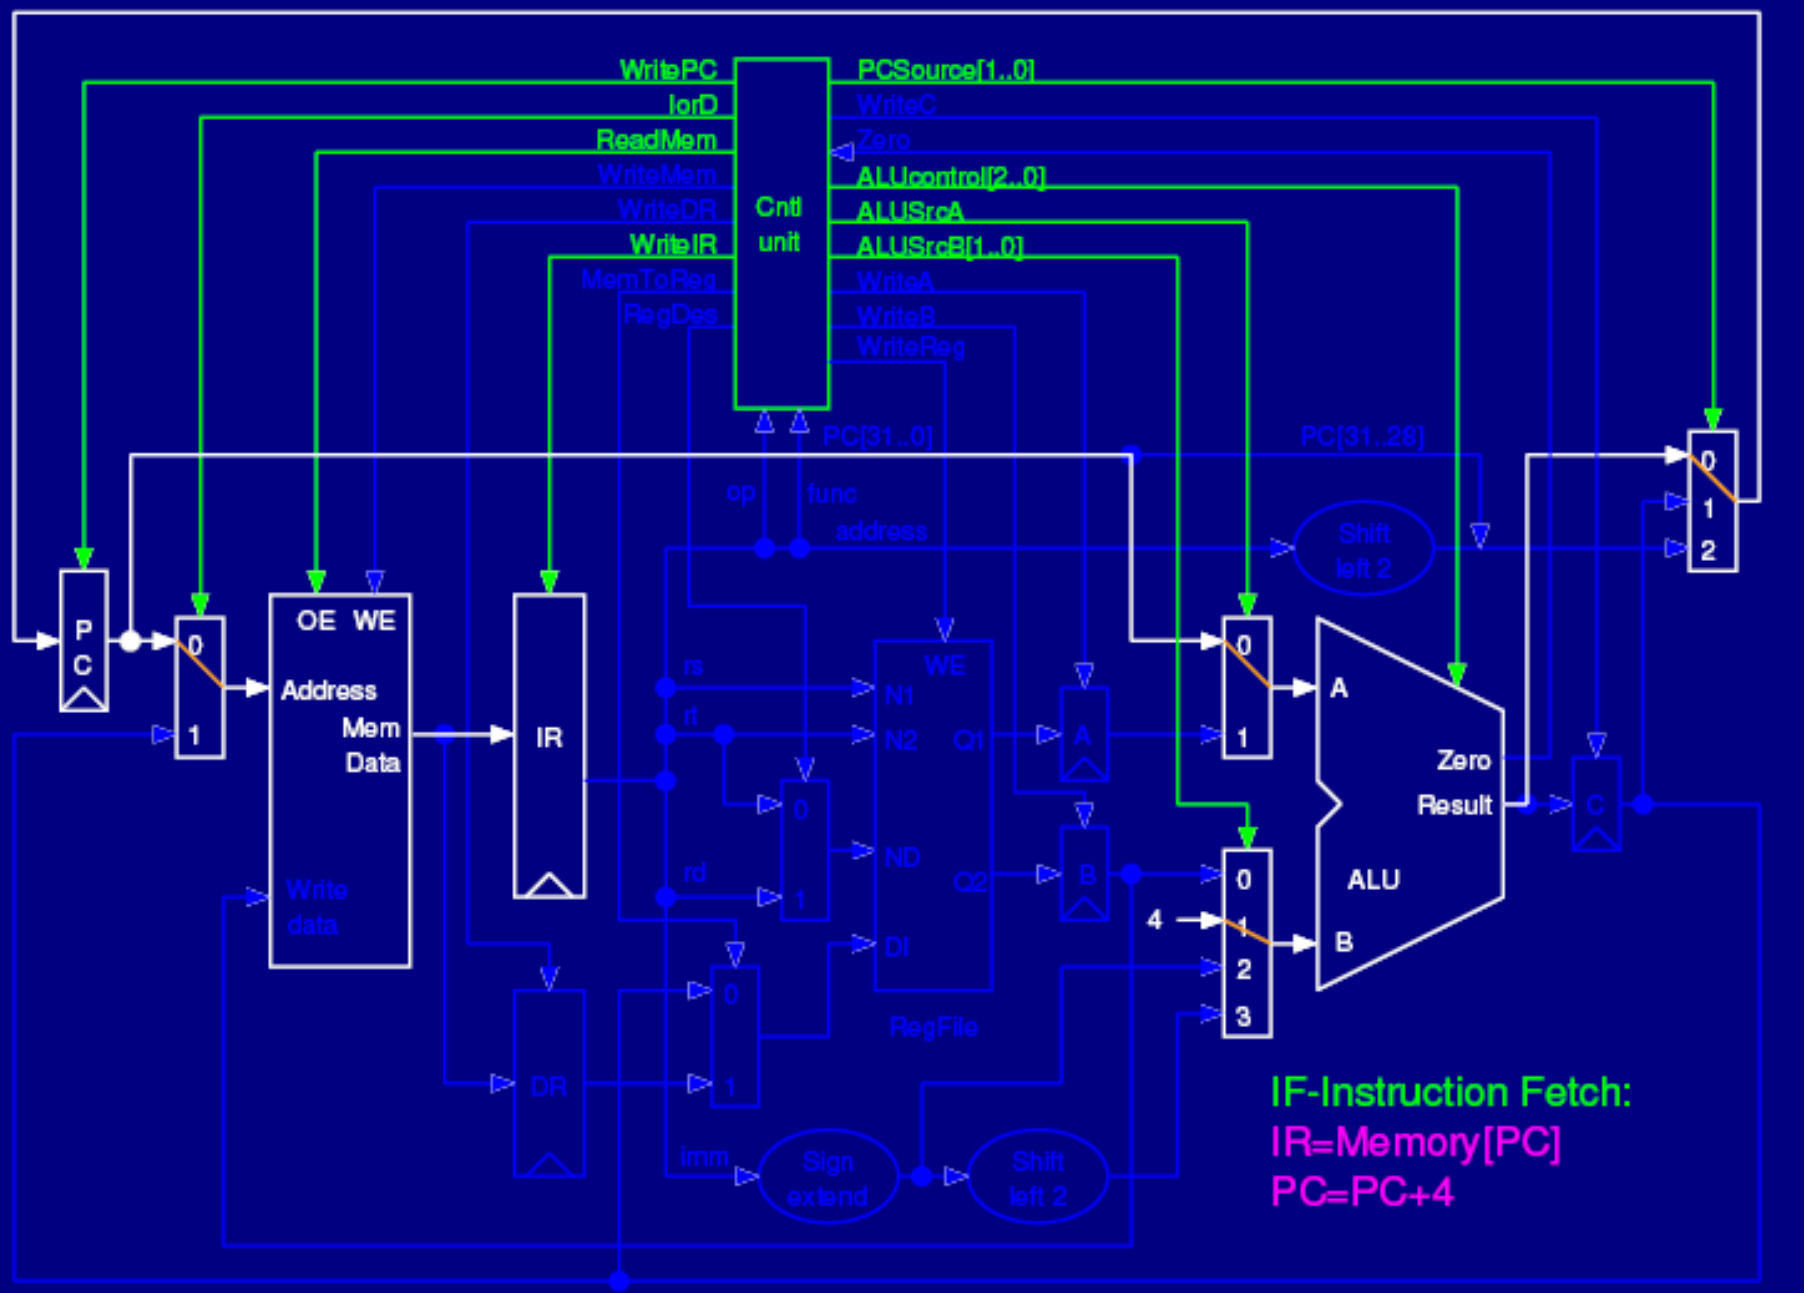 WritePC
IorD
ReadMem
WriteMem
WriteDR
WriteIR
MemToReg
RegDes
Cntl
unit
PCSource[1..0]
WriteC
Zero
ALUcontrol[2..0]
ALUSrcA
ALUSrcB[1..0]
WriteA
WriteB
WriteReg
PC[31..0]
PC[31..28]
op
func
address
Shift
left 2
0
1
2
P
C
0
1
OE WE
Address
Mem
Data
Write
data
IR
rs
rt
rd
imm
0
1
WE
N1
N2
ND
DI
Q1
Q2
RegFile
A
B
0
1
4
0
1
2
3
A
B
Zero
Result
ALU
C
DR
0
1
Sign
extend
Shift
left 2
IF-Instruction Fetch:
IR=Memory[PC]
PC=PC+4